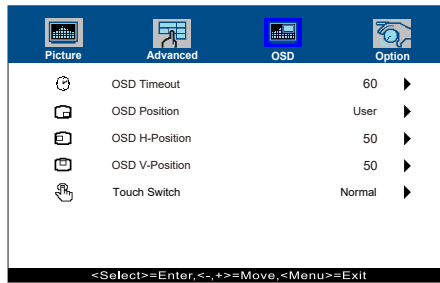 Picture Advanced OSD Option
OSD Timeout 60
OSD Position User
OSD H-Position 50
OSD V-Position 50
Touch Switch Normal
<Select>=Enter,<-,+>=Move,<Menu>=Exit